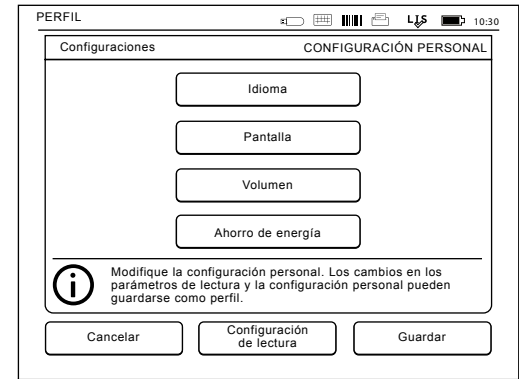 PERFIL LIS 10:30
Configuraciones CONFIGURACIÓN PERSONAL
Idioma
Pantalla
Volumen
Ahorro de energía
Modifique la configuración personal. Los cambios en los
parámetros de lectura y la configuración personal pueden
guardarse como perfil.
Cancelar
Configuración
de lectura
Guardar